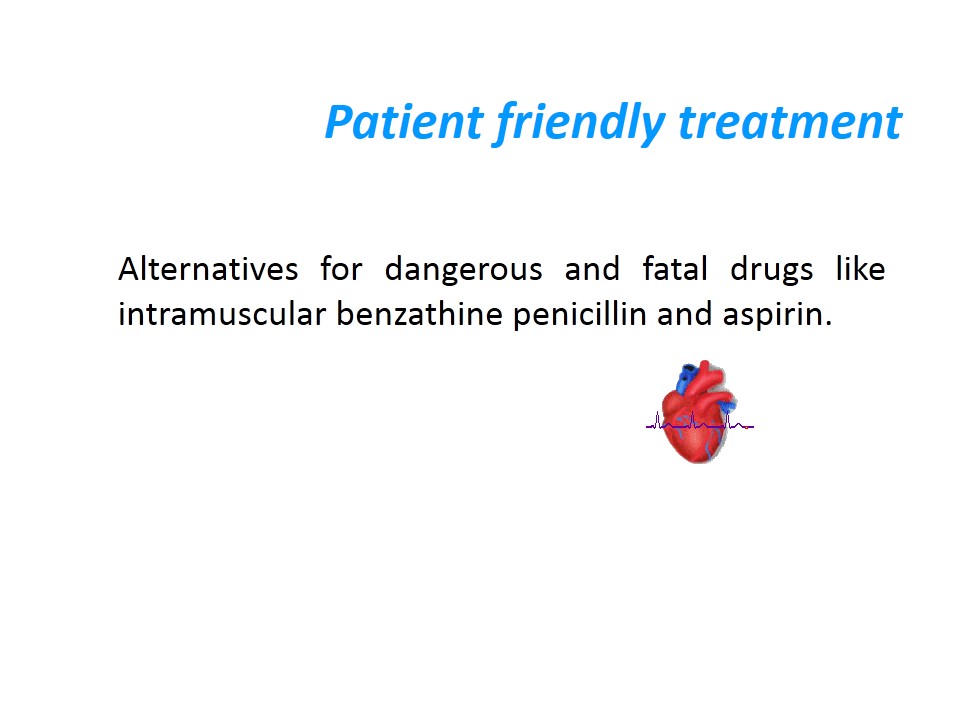 Patient friendly treatment
Alternatives for dangerous and fatal drugs like
intramuscular benzathine penicillin and aspirin.